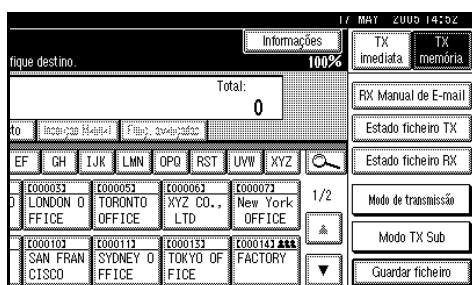 17 MAY 2005 14:52
Informações
TX imediata
TX memória
fique destino.
100%
Total:
0
RX Manual de E-mail
to
Estado ficheiro TX
EF
GH
IJK
LMN
OPQ
RST
UVW
XYZ
Estado ficheiro RX
[00003]
LONDON O
FFICE
[00005]
TORONTO
OFFICE
[00006]
XYZ CO.,
LTD
[00007]
New York
OFFICE
1/2
Modo de transmissão
[00010]
SAN FRAN
CISCO
[00011]
SYDNEY O
FFICE
[00013]
TOKYO OF
FICE
[00014]
FACTORY
Modo TX Sub
Guardar ficheiro